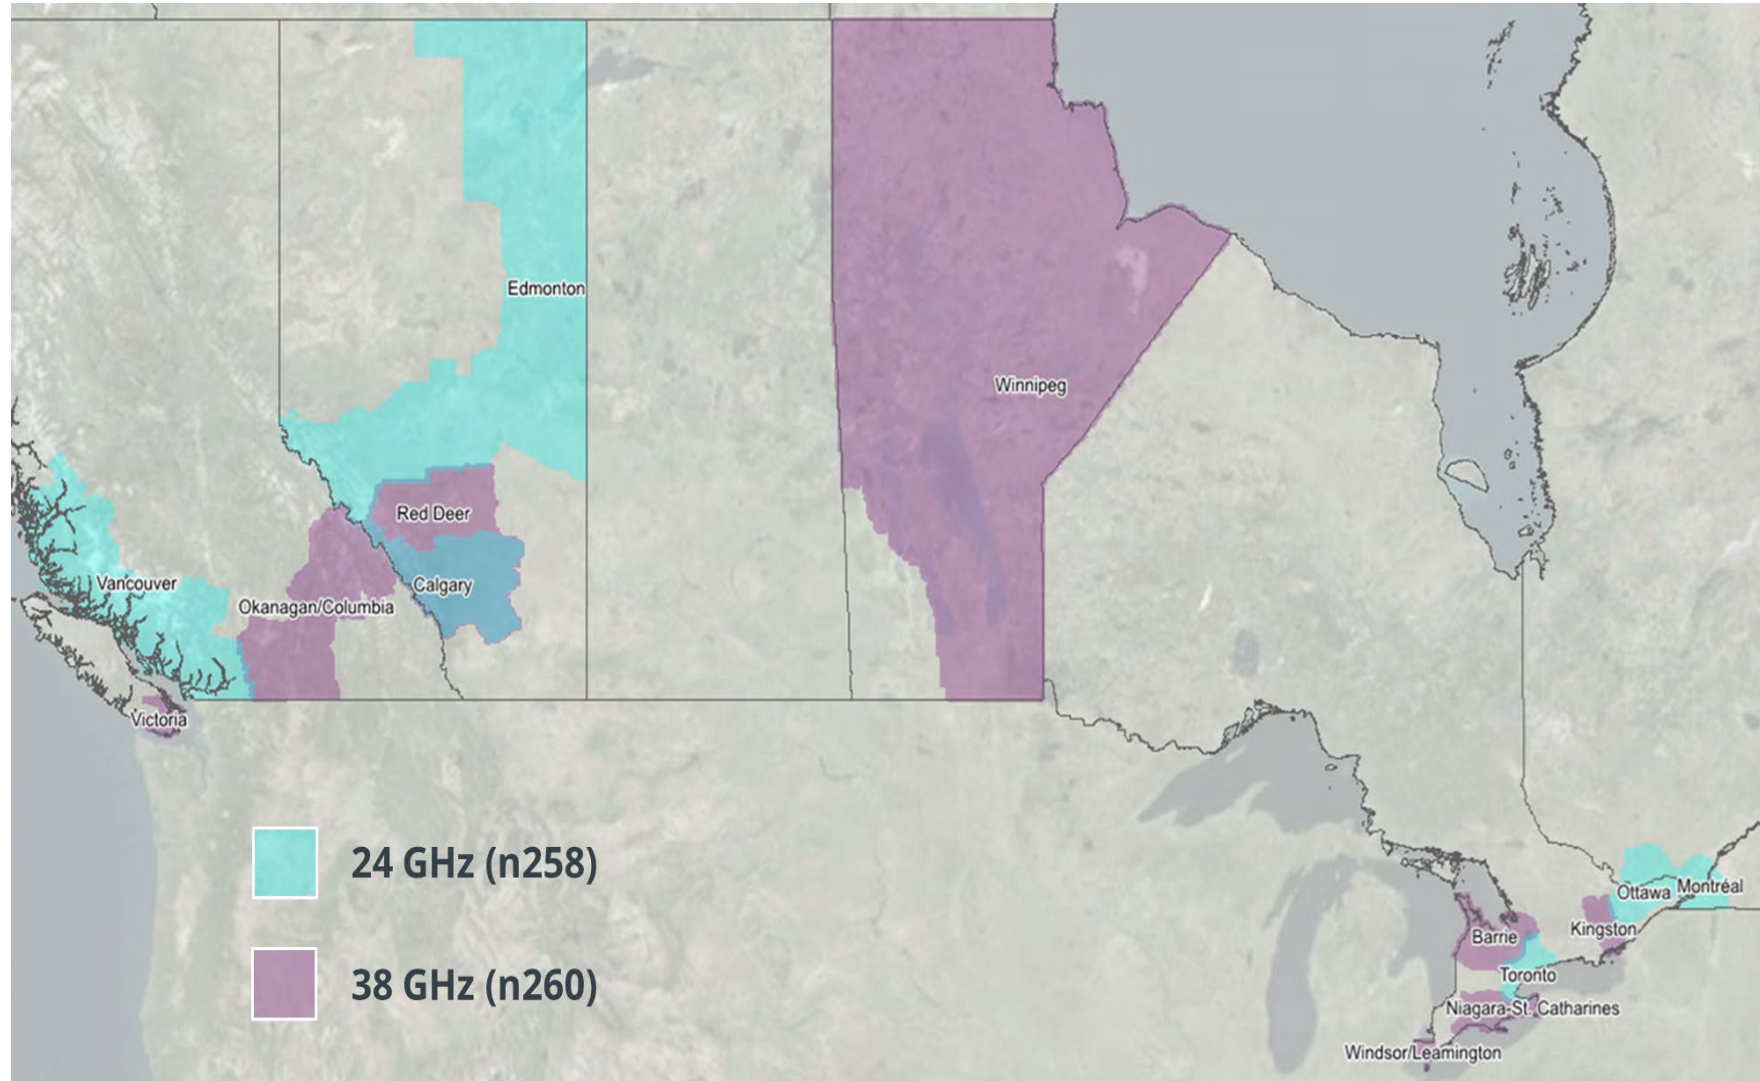 Edmonton
Winnipeg
Red Deer
Vancouver
Calgary
Okanagan/Columbia
Victoria
24 GHz (n258)
Ottawa
Montréal
Kingston
Barrie
Toronto
38 GHz (n260)
Niagara-St. Catharines
Windsor/Leamington